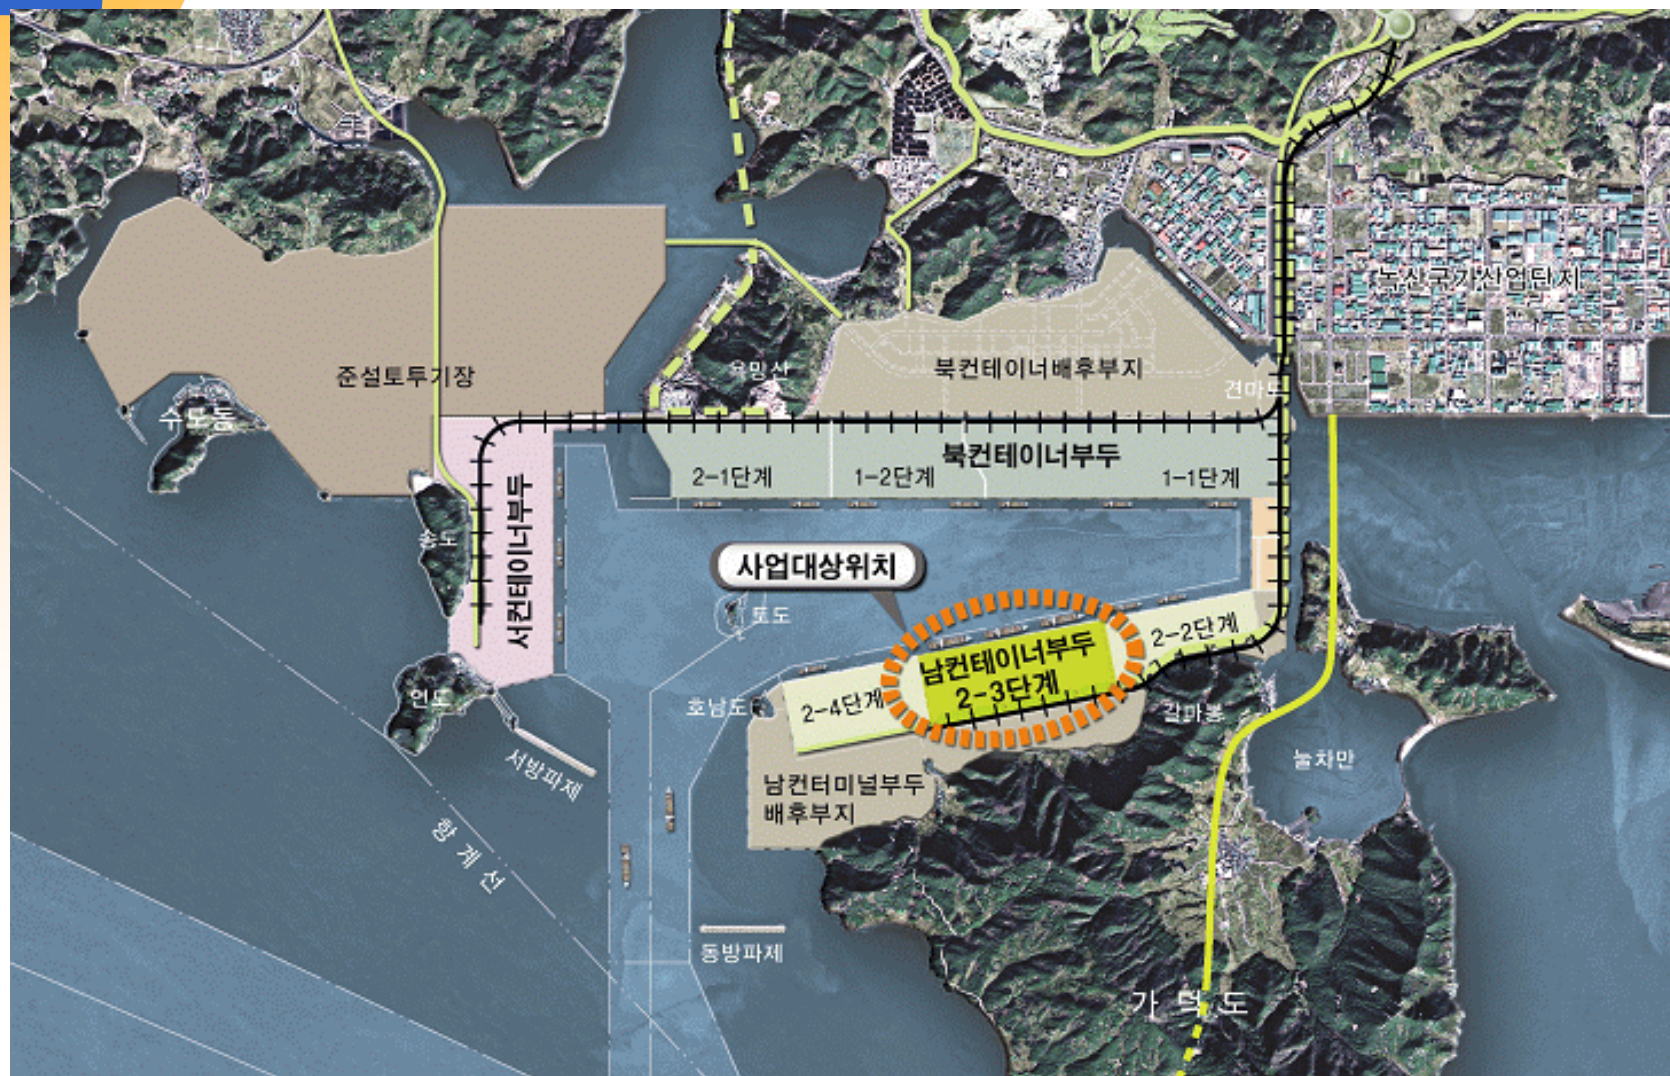 녹산국가산업단지
욕망산
북컨테이너배후부지
준설토투기장
견마도
수도동
북컨테이너부두
2-1단계
1-2단계
1-1단계
서컨테이너부두
송도
사업대상위치
토도
2-2단계
남컨테이너부두
2-3단계
2-4단계
호남도
인도
갈마봉
서방파제
눌차만
남컨터미널부두
배후부지
항계선
동방파제
가덕도